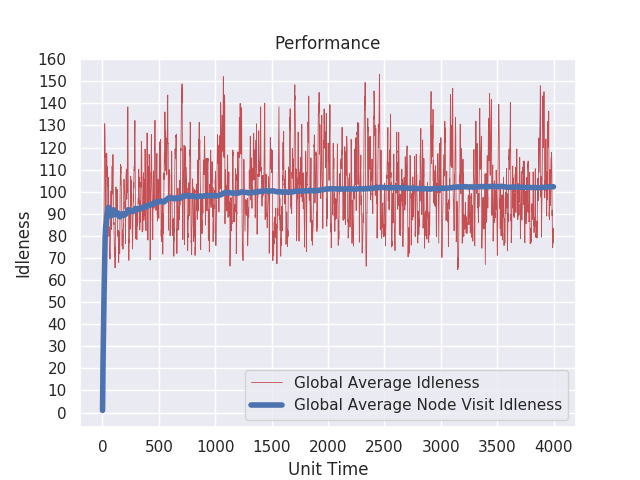 Performance
Idleness
160
150
140
130
120
110
100
90
80
70
60
50
40
30
20
10
0
0 500 1000 1500 2000 2500 3000 3500 4000
Unit Time
Global Average Idleness
Global Average Node Visit Idleness